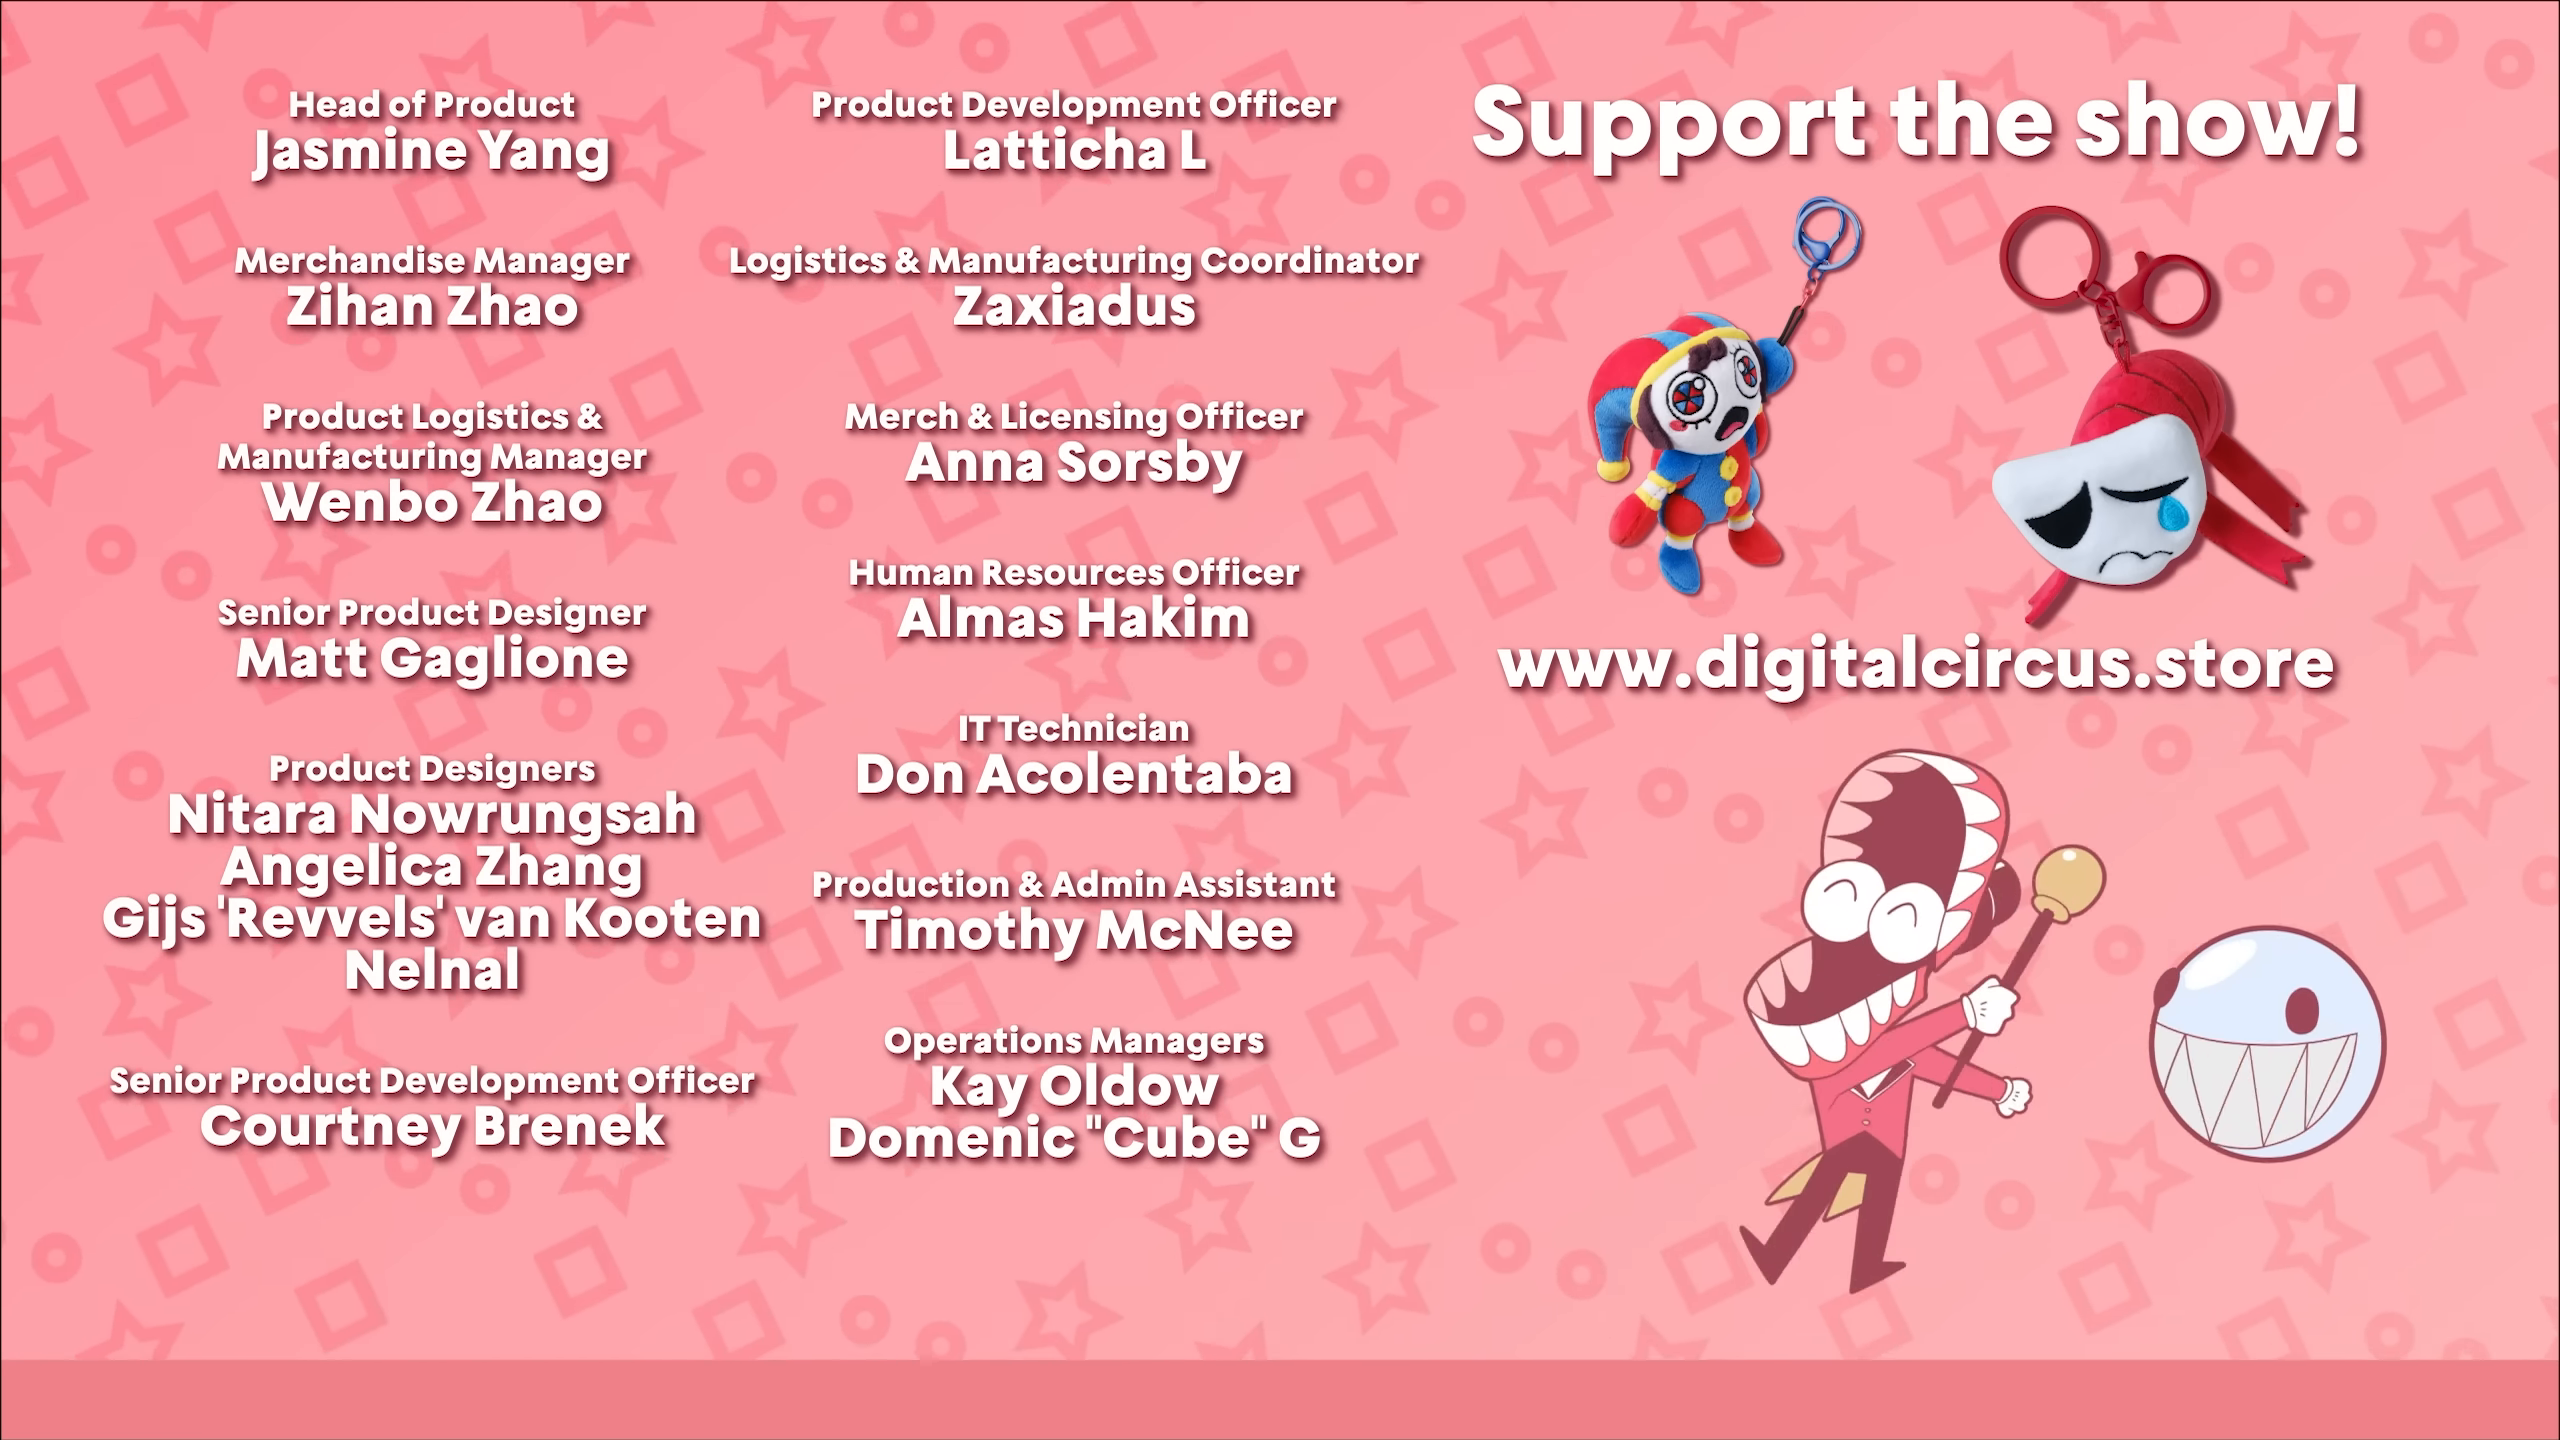 Head of Product
Jasmine Yang
Merchandise Manager
Zihan Zhao
Product Logistics &
Manufacturing Manager
Wenbo Zhao
Senior Product Designer
Matt Gaglione
Product Designers
Nitara Nowrungsah
Angelica Zhang
Gijs 'Revvels' van Kooten
Nelnal
Senior Product Development Officer
Courtney Brenek
Product Development Officer
Latticha L
Logistics & Manufacturing Coordinator
Zaxiadus
Merch & Licensing Officer
Anna Sorsby
Human Resources Officer
Almas Hakim
IT Technician
Don Acolentaba
Production & Admin Assistant
Timothy McNee
Operations Managers
Kay Oldow
Domenic "Cube" G
Support the show!
www.digitalcircus.store